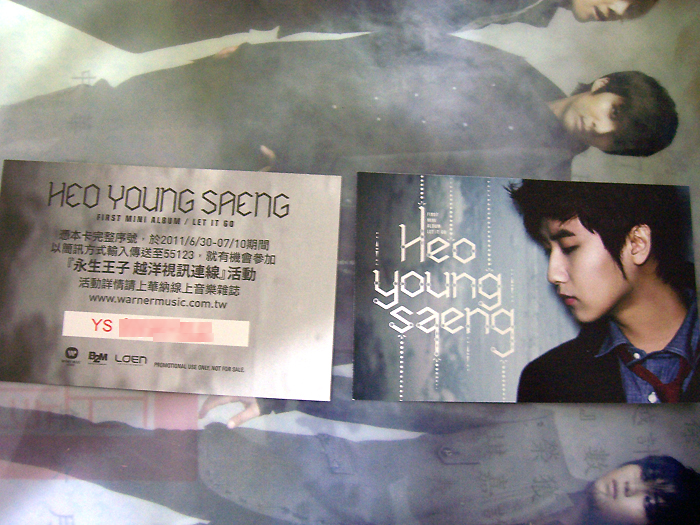 HEO YOUNG SAENG
FIRST MINI ALBUM / LET IT GO
憑本卡完整序號，於2011/6/30-07/10期間
以簡訊方式輸入傳送至55123，就有機會參加
『永生王子 越洋視訊連線』活動
活動詳情請上華納線上音樂雜誌
www.warnermusic.com.tw
YS
B2M
LOEN
PROMOTIONAL USE ONLY. NOT FOR SALE.
FIRST
MINI
ALBUM
LET IT GO
Heo
young
saeng